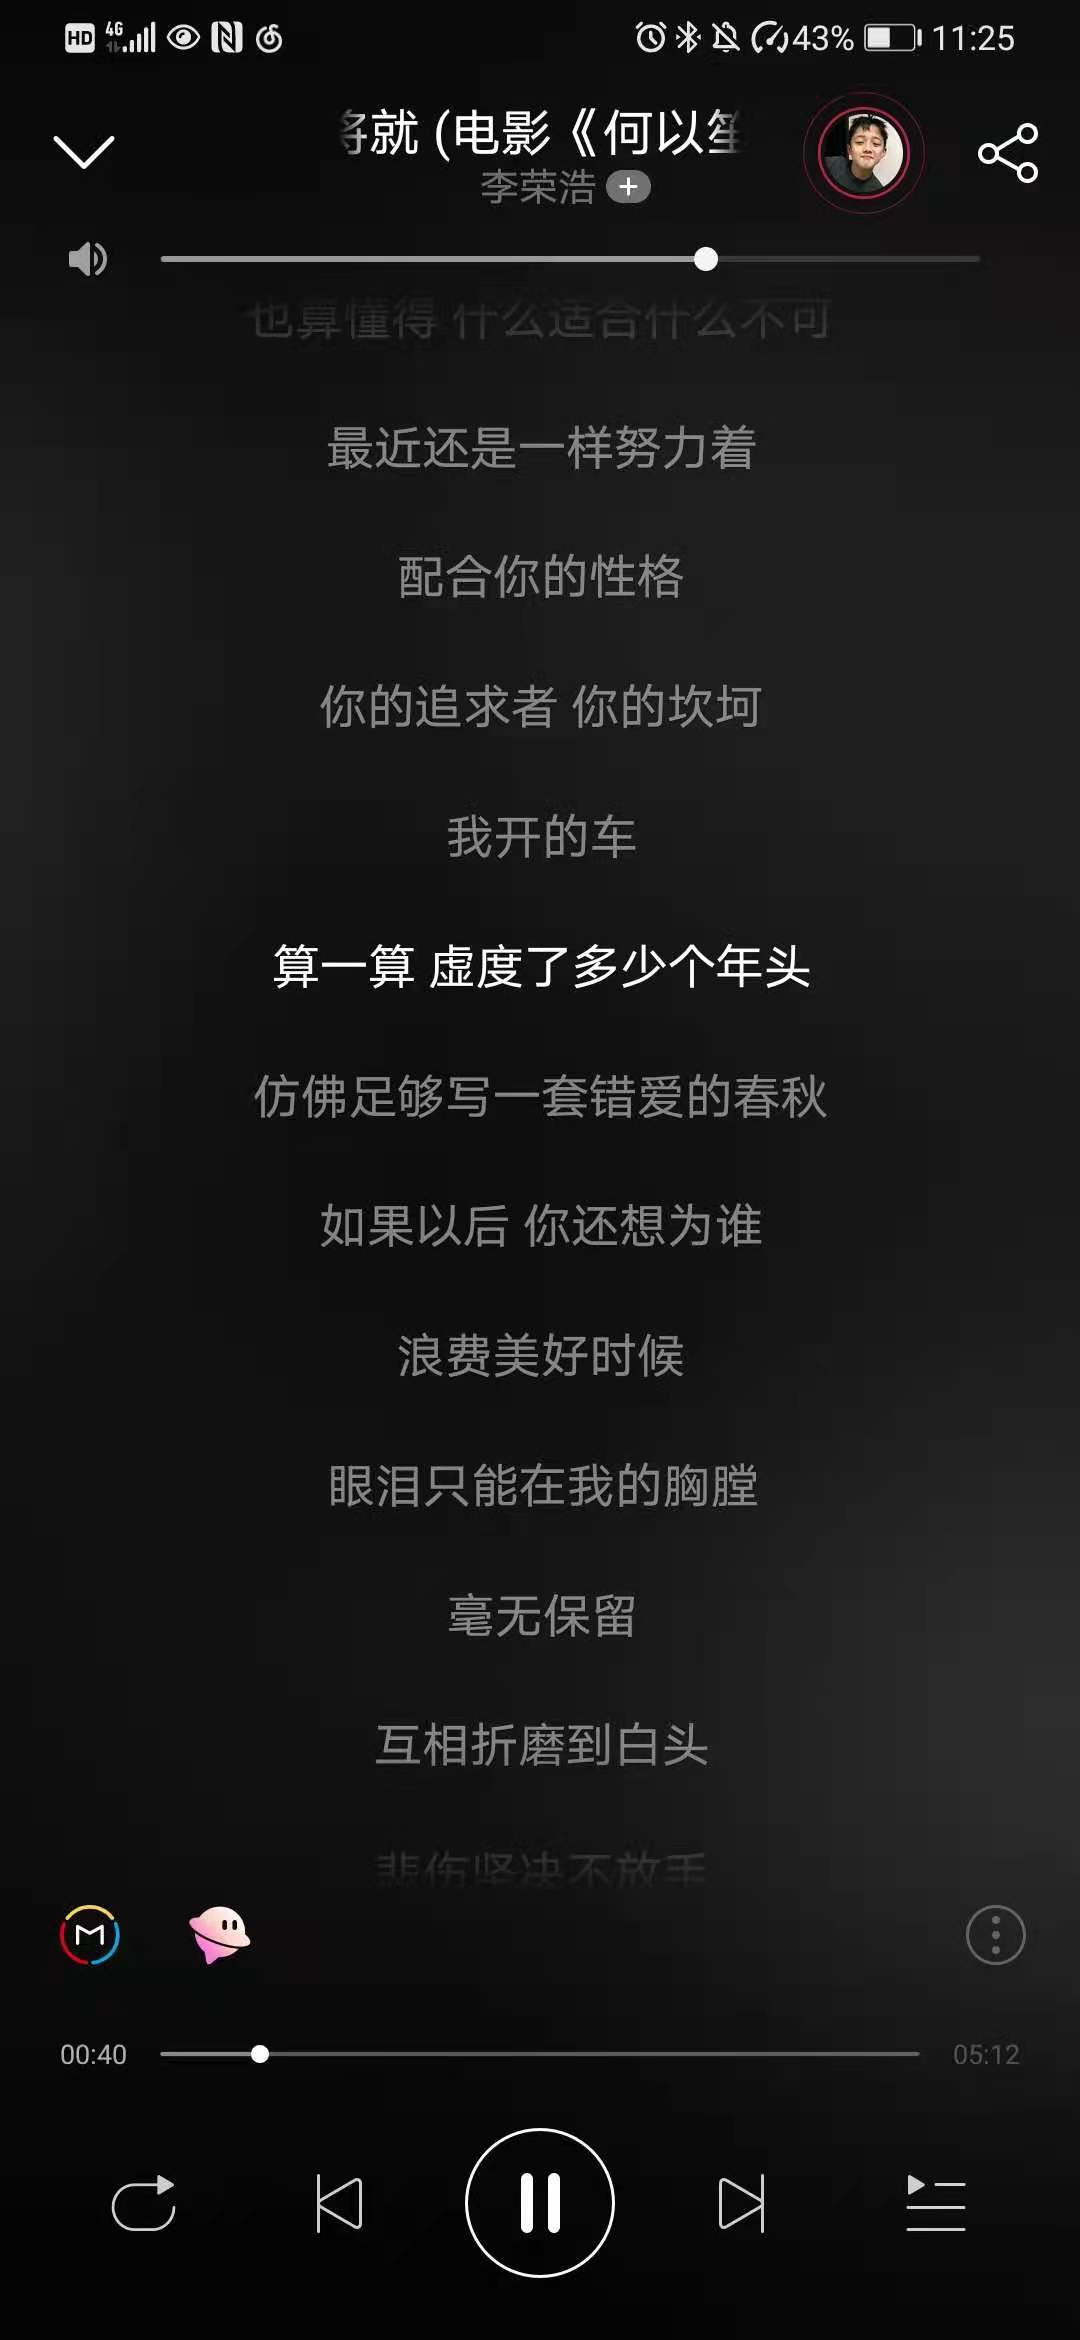 HD 4G 43% 11:25
将就 (电影《何以笙
李荣浩
也算懂得 什么适合什么不可
最近还是一样努力着
配合你的性格
你的追求者 你的坎坷
我开的车
算一算 虚度了多少个年头
仿佛足够写一套错爱的春秋
如果以后 你还想为谁
浪费美好时候
眼泪只能在我的胸膛
毫无保留
互相折磨到白头
悲伤坚决不放手
M
00:40 05:12